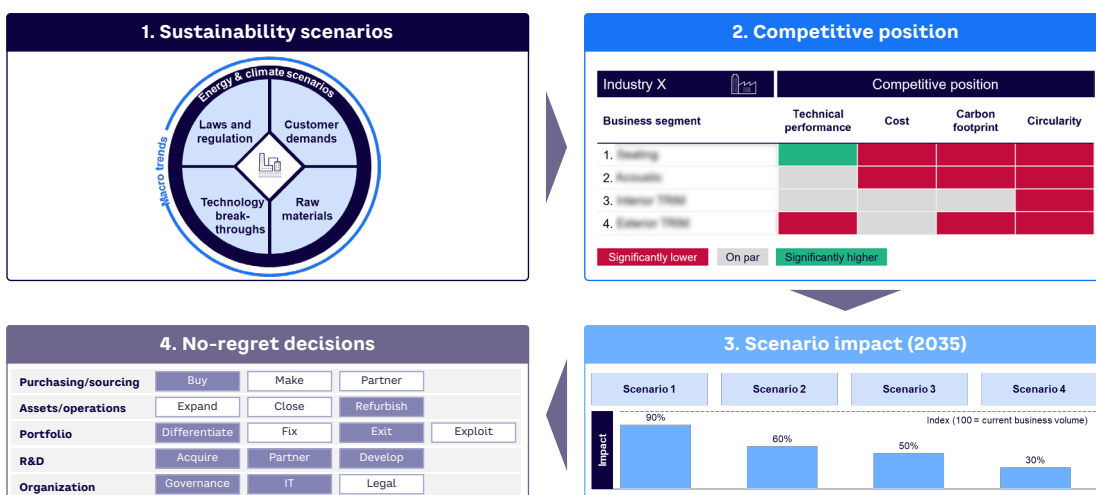 1. Sustainability scenarios
Energy & climate scenarios
Macro trends
Laws and
regulation
Customer
demands
Technology
break-
throughs
Raw
materials
2. Competitive position
Industry X
Competitive position
Business segment
Technical
performance
Cost
Carbon
footprint
Circularity
1.
2.
3. Interior TRIM
4. Exterior TRIM
Significantly lower
On par
Significantly higher
4. No-regret decisions
Purchasing/sourcing Buy Make Partner
Assets/operations Expand Close Refurbish
Portfolio Differentiate Fix Exit Exploit
R&D Acquire Partner Develop
Organization Governance IT Legal
3. Scenario impact (2035)
Scenario 1 Scenario 2 Scenario 3 Scenario 4
Index (100 = current business volume)
Impact
90%
60%
50%
30%